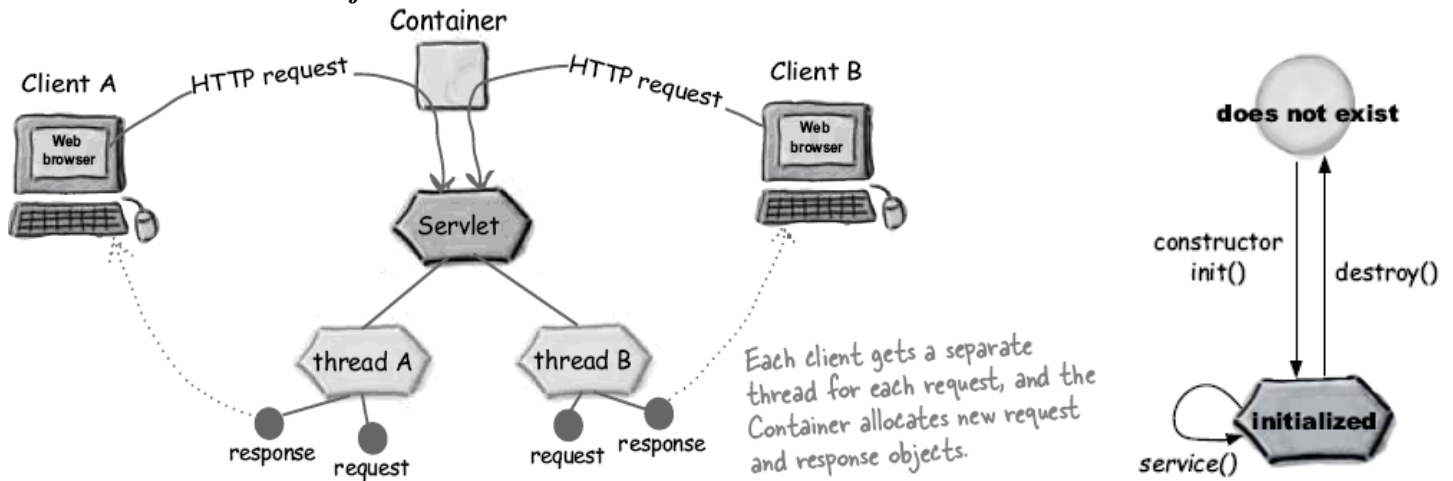 Container
Client A
HTTP request
HTTP request
Client B
Web
browser
Web
browser
Servlet
thread A
thread B
response
request
request
response
Each client gets a separate
thread for each request, and the
Container allocates new request
and response objects.
does not exist
constructor
init()
destroy()
initialized
service()